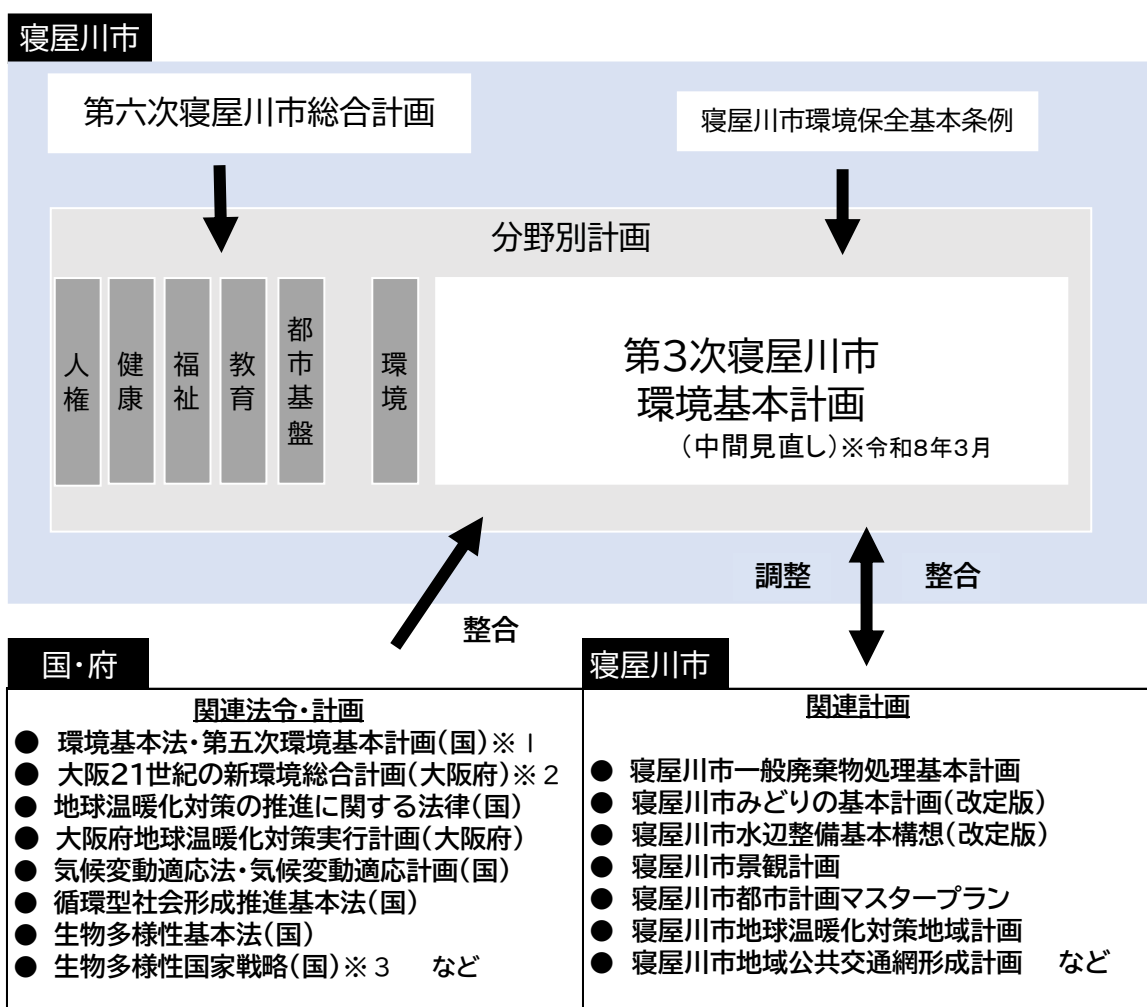 寝屋川市
第六次寝屋川市総合計画
寝屋川市環境保全基本条例
分野別計画
人権
健康
福祉
教育
都市基盤
環境
第3次寝屋川市
環境基本計画
(中間見直し)※令和8年3月
調整
整合
整合
国・府
関連法令・計画
● 環境基本法・第五次環境基本計画(国)※1
● 大阪21世紀の新環境総合計画(大阪府)※2
● 地球温暖化対策の推進に関する法律(国)
● 大阪府地球温暖化対策実行計画(大阪府)
● 気候変動適応法・気候変動適応計画(国)
● 循環型社会形成推進基本法(国)
● 生物多様性基本法(国)
● 生物多様性国家戦略(国)※3 など
寝屋川市
関連計画
● 寝屋川市一般廃棄物処理基本計画
● 寝屋川市みどりの基本計画(改定版)
● 寝屋川市水辺整備基本構想(改定版)
● 寝屋川市景観計画
● 寝屋川市都市計画マスタープラン
● 寝屋川市地球温暖化対策地域計画
● 寝屋川市地域公共交通網形成計画 など